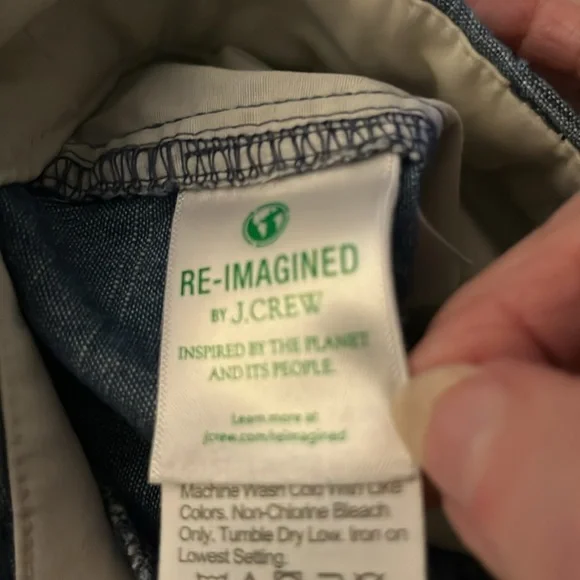 RE-IMAGINED
BY J.CREW
INSPIRED BY THE PLANET
AND ITS PEOPLE.
Learn more at
jcrew.com/reimagined
Machine Wash Cold With Like
Colors. Non-Chlorine Bleach
Only. Tumble Dry Low. Iron on
Lowest Setting.